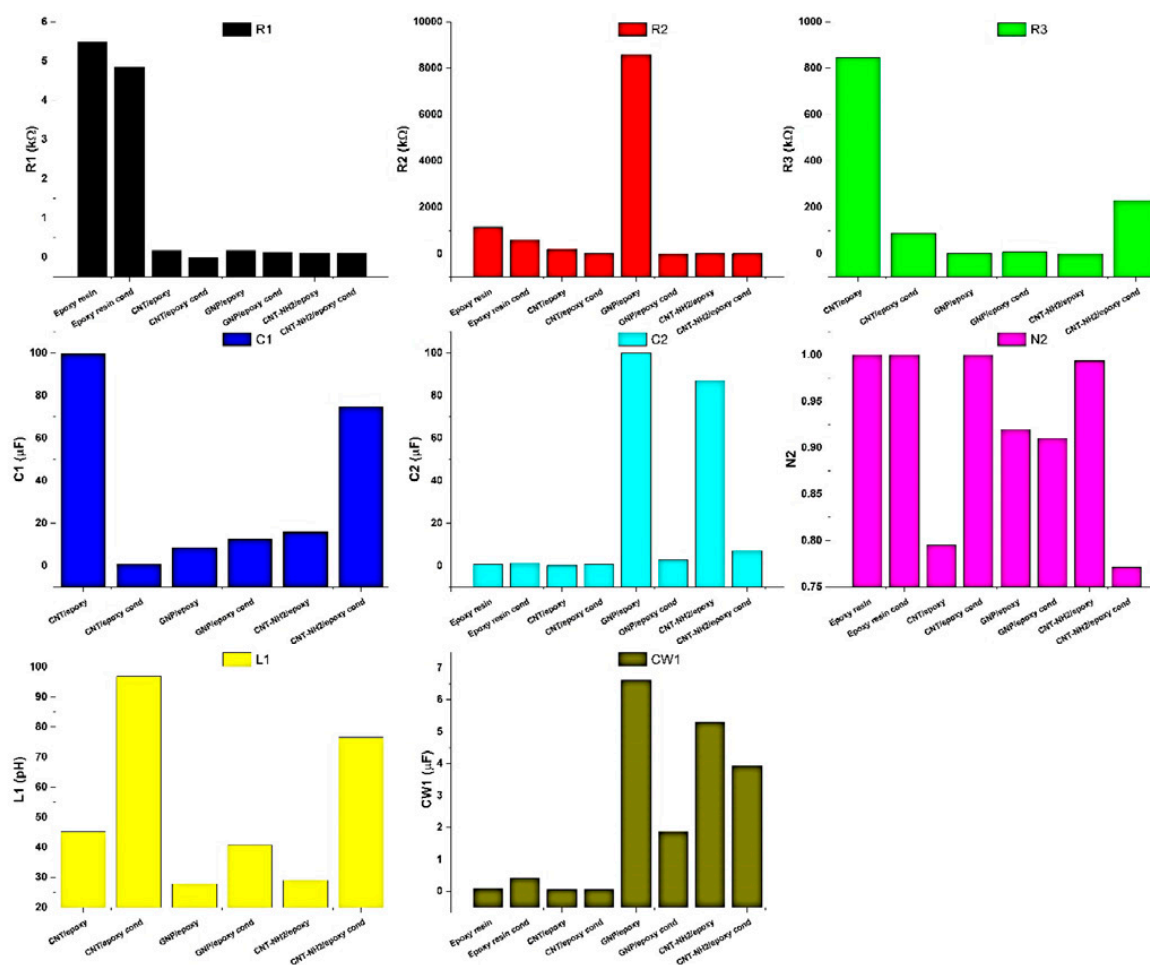 R1
6
5
4
3
2
1
0
R1 (kΩ)
Epoxy resin
Epoxy resin cond
CNT/epoxy
CNT/epoxy cond
GNP/epoxy
GNP/epoxy cond
CNT-NH2/epoxy
CNT-NH2/epoxy cond
R2
10000
8000
6000
4000
2000
0
R2 (kΩ)
Epoxy resin
Epoxy resin cond
CNT/epoxy
CNT/epoxy cond
GNP/epoxy
GNP/epoxy cond
CNT-NH2/epoxy
CNT-NH2/epoxy cond
R3
1000
800
600
400
200
0
R3 (kΩ)
CNT/epoxy
CNT/epoxy cond
GNP/epoxy
GNP/epoxy cond
CNT-NH2/epoxy
CNT-NH2/epoxy cond
C1
100
80
60
40
20
0
C1 (µF)
CNT/epoxy
CNT/epoxy cond
GNP/epoxy
GNP/epoxy cond
CNT-NH2/epoxy
CNT-NH2/epoxy cond
C2
100
80
60
40
20
0
C2 (µF)
Epoxy resin
Epoxy resin cond
CNT/epoxy
CNT/epoxy cond
GNP/epoxy
GNP/epoxy cond
CNT-NH2/epoxy
CNT-NH2/epoxy cond
N2
1.00
0.95
0.90
0.85
0.80
0.75
N2
Epoxy resin
Epoxy resin cond
CNT/epoxy
CNT/epoxy cond
GNP/epoxy
GNP/epoxy cond
CNT-NH2/epoxy
CNT-NH2/epoxy cond
L1
100
90
80
70
60
50
40
30
20
L1 (pH)
CNT/epoxy
CNT/epoxy cond
GNP/epoxy
GNP/epoxy cond
CNT-NH2/epoxy
CNT-NH2/epoxy cond
CW1
7
6
5
4
3
2
1
0
CW1 (µF)
Epoxy resin
Epoxy resin cond
CNT/epoxy
CNT/epoxy cond
GNP/epoxy
GNP/epoxy cond
CNT-NH2/epoxy
CNT-NH2/epoxy cond